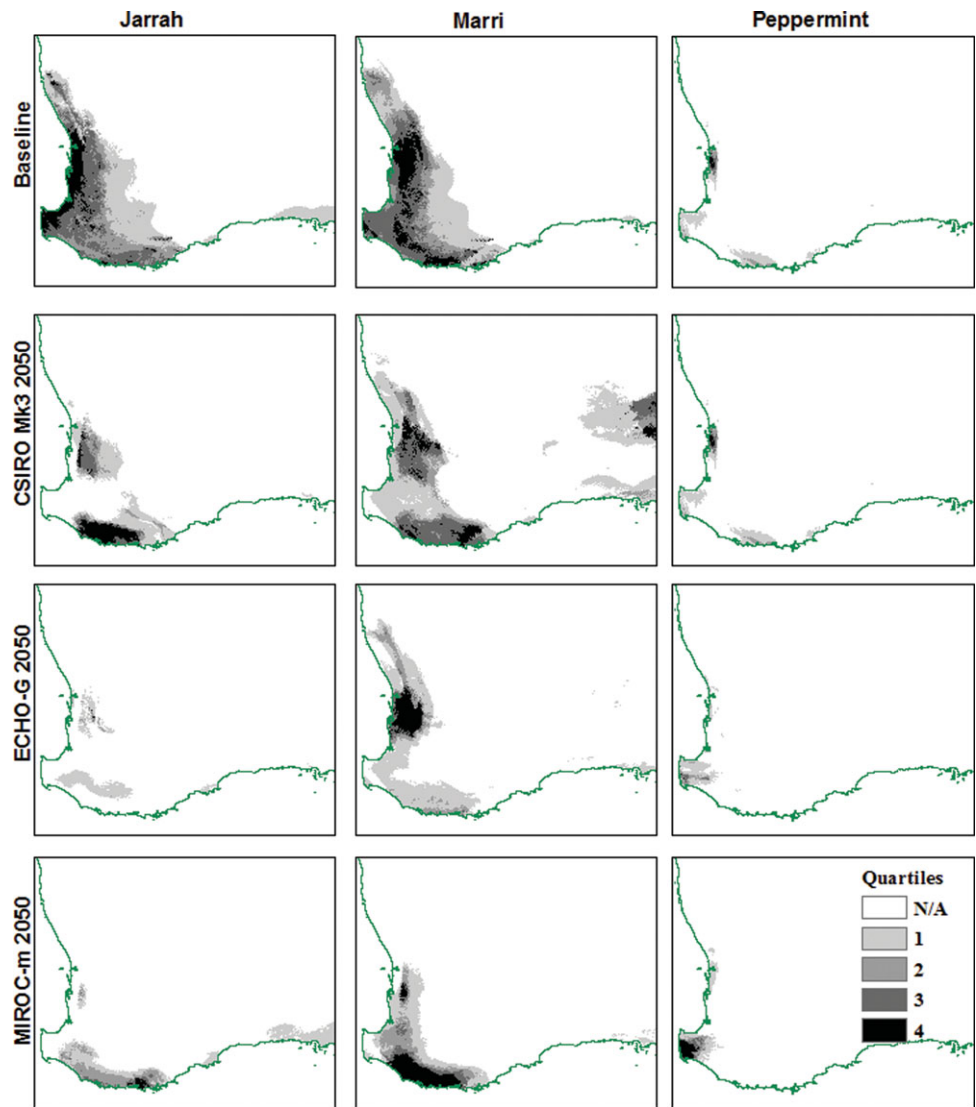 Jarrah
Marri
Peppermint
Baseline
CSIRO Mk3 2050
ECHO-G 2050
MIROC-m 2050
Quartiles
N/A
1
2
3
4